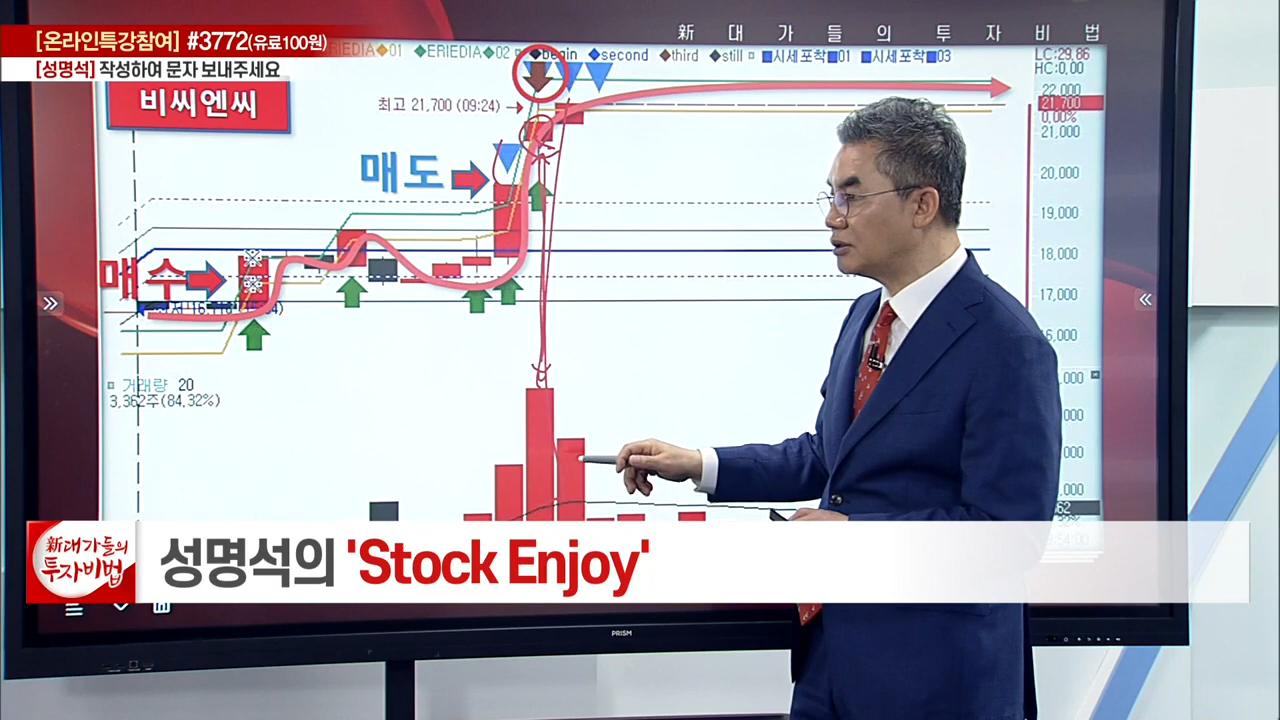 [온라인특강참여] #3772(유료100원)
[성명석] 작성하여 문자 보내주세요
新 대 가 들 의 투 자 비 법
ERIEDIA◆01 ◆ERIEDIA◆02 ◆begin ◆second ◆third ◆still 시세포착■01 ■시세포착■03
LC:29.86
HC:0,00
비씨엔씨
최고 21,700 (09:24)
22,000
21,700
0,00%
21,000
매도
20,000
19,000
18,000
매수
17,000
16,000
거래량 20
3,362주(84,32%)
新대가들의
투자비법
성명석의 'Stock Enjoy'
PRISM